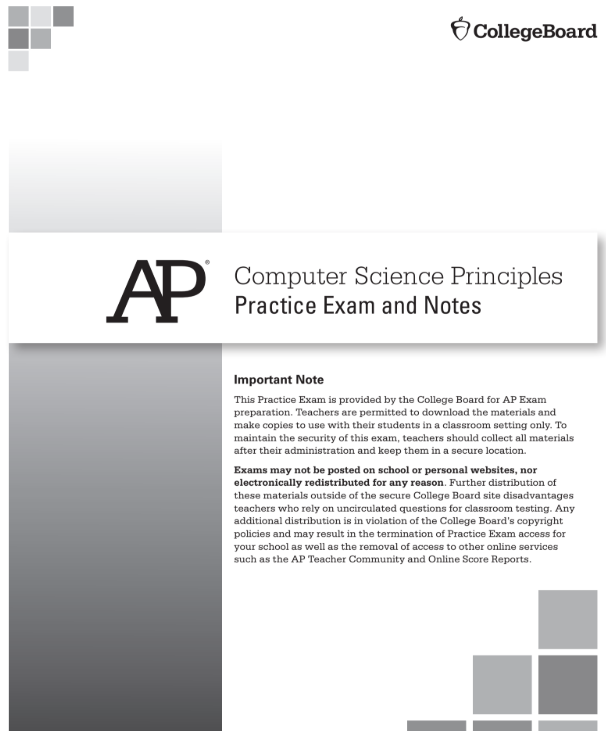 CollegeBoard
AP®
Computer Science Principles
Practice Exam and Notes
Important Note
This Practice Exam is provided by the College Board for AP Exam
preparation. Teachers are permitted to download the materials and
make copies to use with their students in a classroom setting only. To
maintain the security of this exam, teachers should collect all materials
after their administration and keep them in a secure location.
Exams may not be posted on school or personal websites, nor
electronically redistributed for any reason. Further distribution of
these materials outside of the secure College Board site disadvantages
teachers who rely on uncirculated questions for classroom testing. Any
additional distribution is in violation of the College Board's copyright
policies and may result in the termination of Practice Exam access for
your school as well as the removal of access to other online services
such as the AP Teacher Community and Online Score Reports.